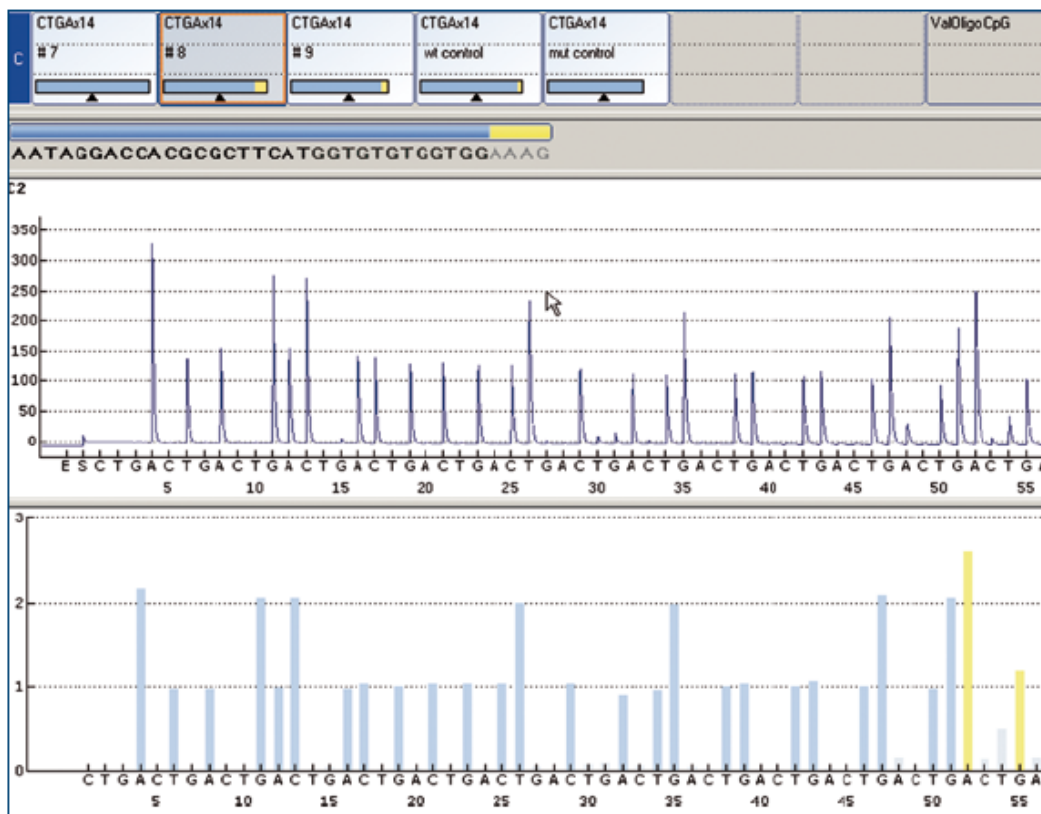 CTGAx14 CTGAx14 CTGAx14 CTGAx14 CTGAx14 ValOligoCpG
C #7 #8 #9 wt control mut control
AATAGGACCACGCGCTTCATGGTGTGTGGTGGAAAG
C2
350
300
250
200
150
100
50
0
E S C T G A C T G A C T G A C T G A C T G A C T G A C T G A C T G A C T G A C T G A C T G A C T G A C T G A C T G
5 10 15 20 25 30 35 40 45 50 55
3
2
1
0
C T G A C T G A C T G A C T G A C T G A C T G A C T G A C T G A C T G A C T G A C T G A C T G A C T G A C T G A
5 10 15 20 25 30 35 40 45 50 55